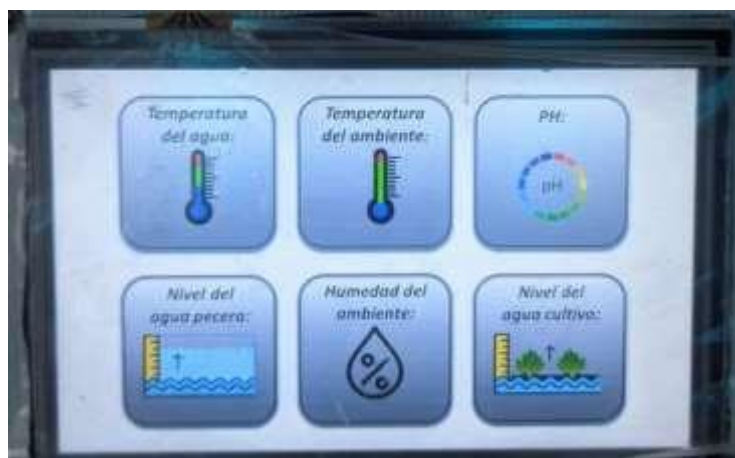 Temperatura
del agua:
Temperatura
del ambiente:
PH:
pH
Nivel del
agua pecera:
Humedad del
ambiente:
Nivel del
agua cultivo: